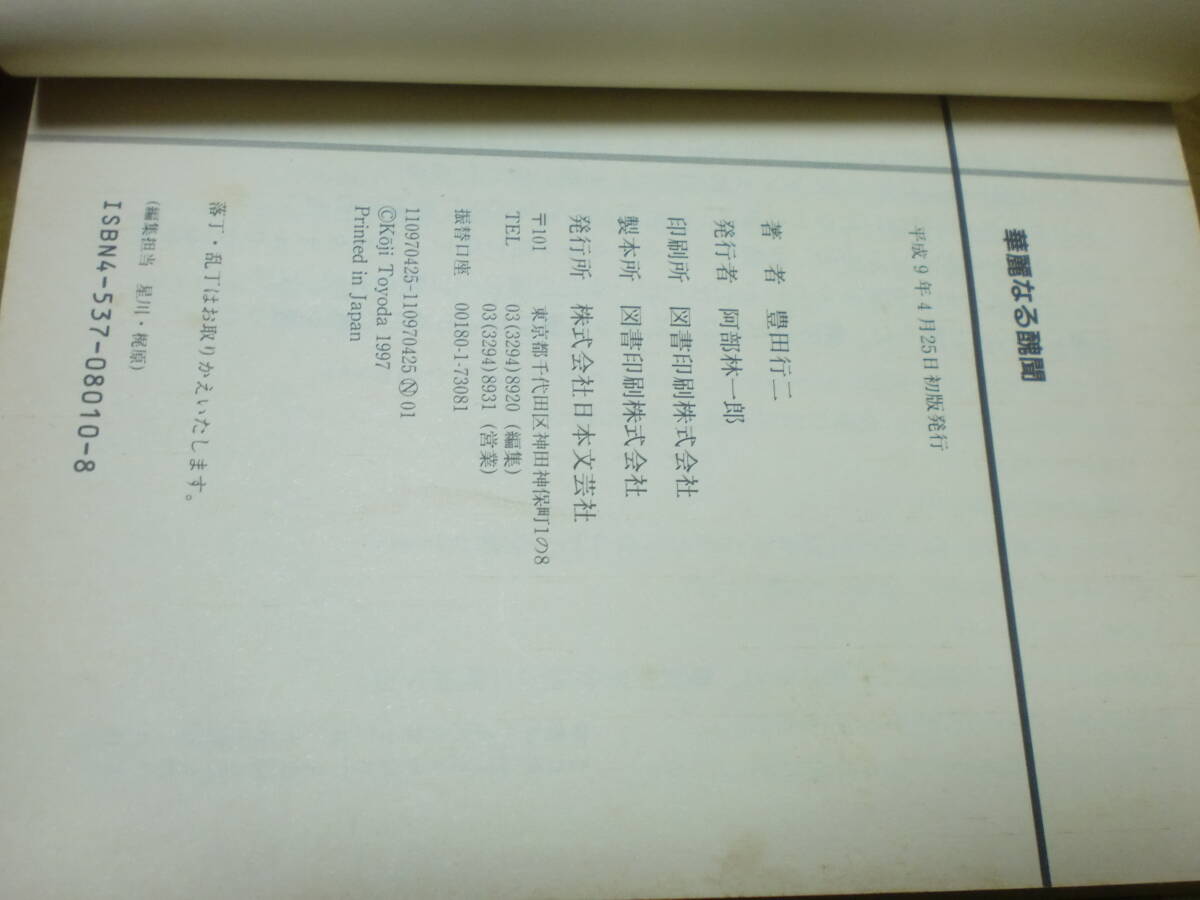 華麗なる醜聞
平成9年4月25日初版発行
著　者　豊田行二
発行者　阿部林一郎
印刷所　図書印刷株式会社
製本所　図書印刷株式会社
発行所　株式会社日本文芸社
〒101　東京都千代田区神田神保町1の8
TEL　03(3294)8920 (編集)
03(3294)8931 (営業)
振替口座　00180-1-73081
110970425-110970425 Ⓝ 01
©Kōji Toyoda 1997
Printed in Japan
落丁・乱丁はお取りかえいたします。
(編集担当　星川・梶原)
ISBN4-537-08010-8